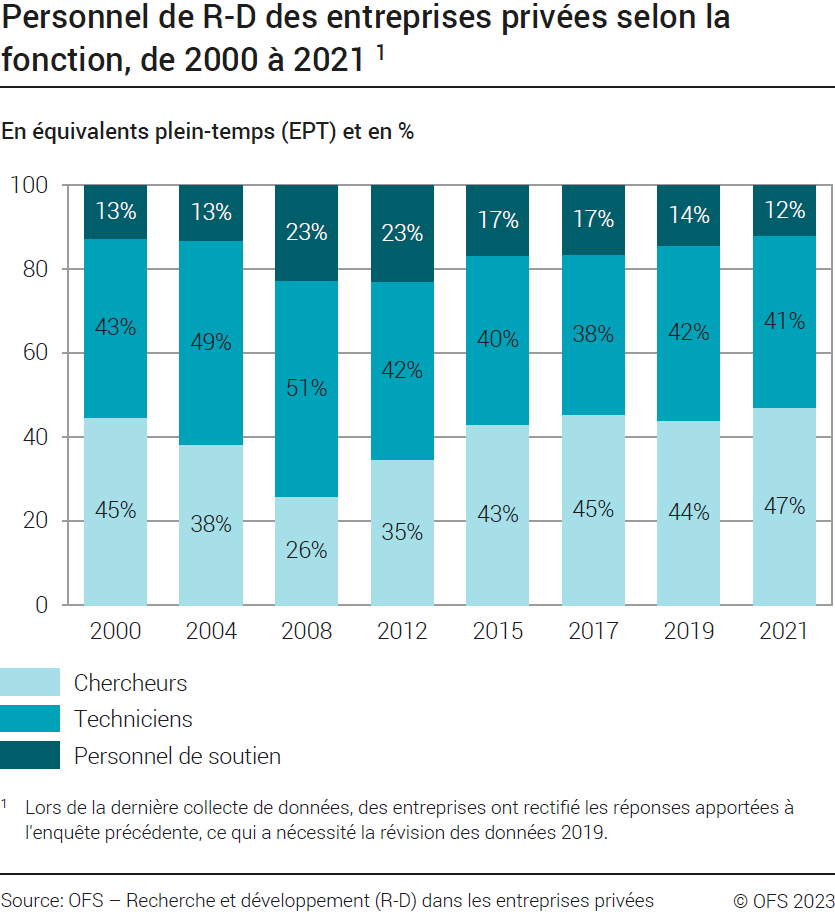 Personnel de R-D des entreprises privées selon la
fonction, de 2000 à 2021 ¹
En équivalents plein-temps (EPT) et en %
100
80
60
40
20
0
13% 13% 23% 23% 17% 17% 14% 12%
43% 49% 51% 42% 40% 38% 42% 41%
45% 38% 26% 35% 43% 45% 44% 47%
2000 2004 2008 2012 2015 2017 2019 2021
Chercheurs
Techniciens
Personnel de soutien
¹ Lors de la dernière collecte de données, des entreprises ont rectifié les réponses apportées à
l'enquête précédente, ce qui a nécessité la révision des données 2019.
Source: OFS – Recherche et développement (R-D) dans les entreprises privées © OFS 2023